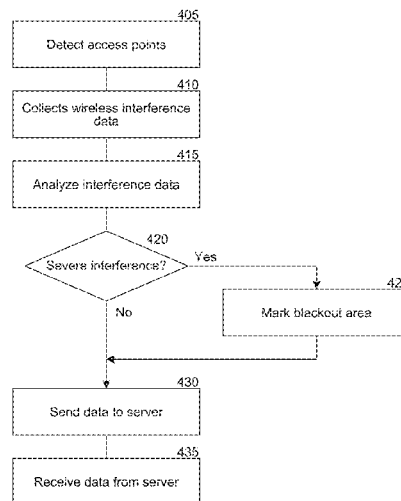 405
Detect access points
410
Collects wireless interference
data
415
Analyze interference data
420
Severe interference?
Yes
No
42
Mark blackout area
430
Send data to server
435
Receive data from server